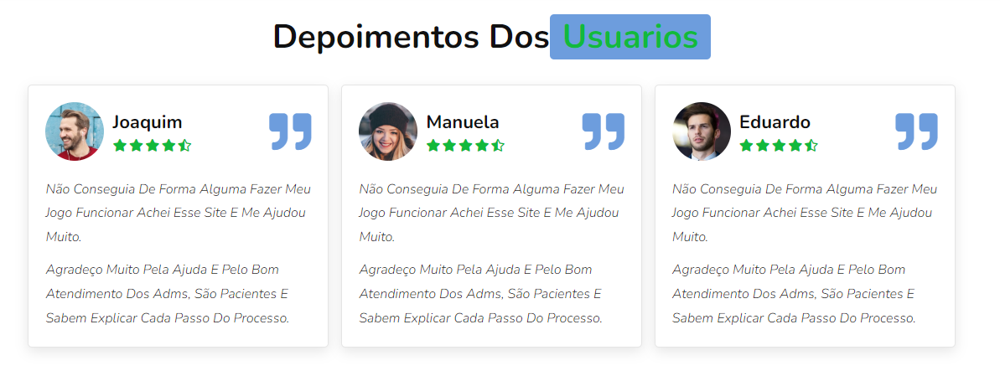 Depoimentos Dos Usuarios
Joaquim
Não Conseguia De Forma Alguma Fazer Meu
Jogo Funcionar Achei Esse Site E Me Ajudou
Muito.
Agradeço Muito Pela Ajuda E Pelo Bom
Atendimento Dos Adms, São Pacientes E
Sabem Explicar Cada Passo Do Processo.
Manuela
Não Conseguia De Forma Alguma Fazer Meu
Jogo Funcionar Achei Esse Site E Me Ajudou
Muito.
Agradeço Muito Pela Ajuda E Pelo Bom
Atendimento Dos Adms, São Pacientes E
Sabem Explicar Cada Passo Do Processo.
Eduardo
Não Conseguia De Forma Alguma Fazer Meu
Jogo Funcionar Achei Esse Site E Me Ajudou
Muito.
Agradeço Muito Pela Ajuda E Pelo Bom
Atendimento Dos Adms, São Pacientes E
Sabem Explicar Cada Passo Do Processo.